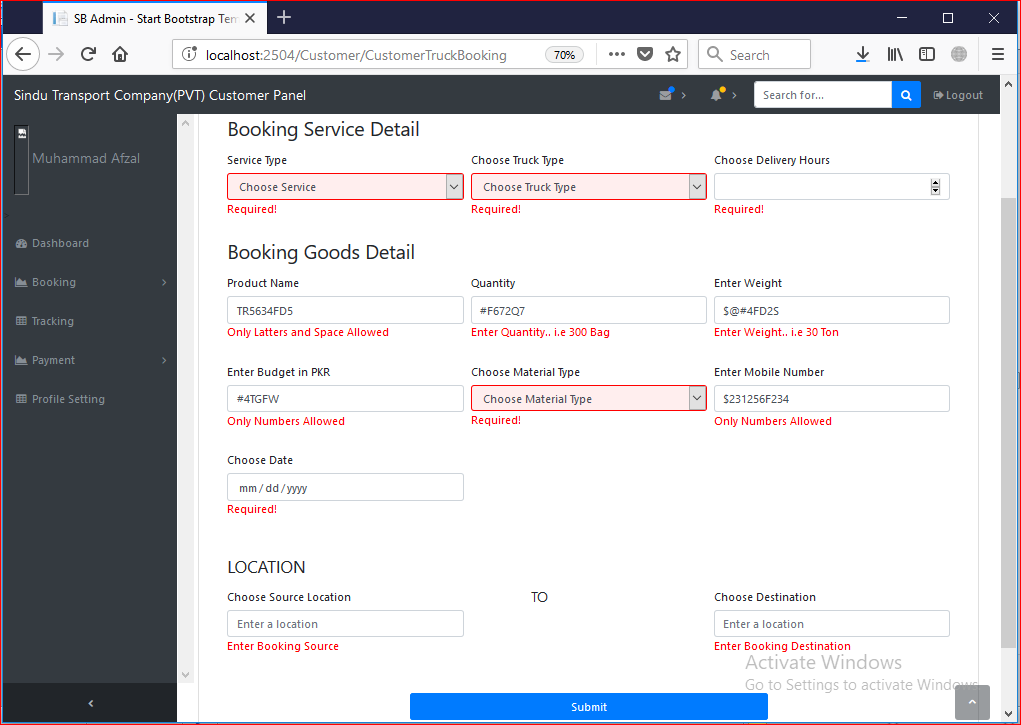 SB Admin - Start Bootstrap Ten
localhost:2504/Customer/CustomerTruckBooking
70%
Search
Sindu Transport Company(PVT) Customer Panel
Search for...
Logout
Muhammad Afzal
Dashboard
Booking
Tracking
Payment
Profile Setting
Booking Service Detail
Service Type Choose Truck Type Choose Delivery Hours
Choose Service Choose Truck Type
Required! Required! Required!
Booking Goods Detail
Product Name Quantity Enter Weight
TR5634FD5 #F672Q7 $@#4FD2S
Only Latters and Space Allowed Enter Quantity.. i.e 300 Bag Enter Weight.. i.e 30 Ton
Enter Budget in PKR Choose Material Type Enter Mobile Number
#4TGFW Choose Material Type $231256F234
Only Numbers Allowed Required! Only Numbers Allowed
Choose Date
mm / dd / yyyy
Required!
LOCATION
Choose Source Location TO Choose Destination
Enter a location Enter a location
Enter Booking Source Enter Booking Destination
Activate Windows
Go to Settings to activate Windows.
Submit